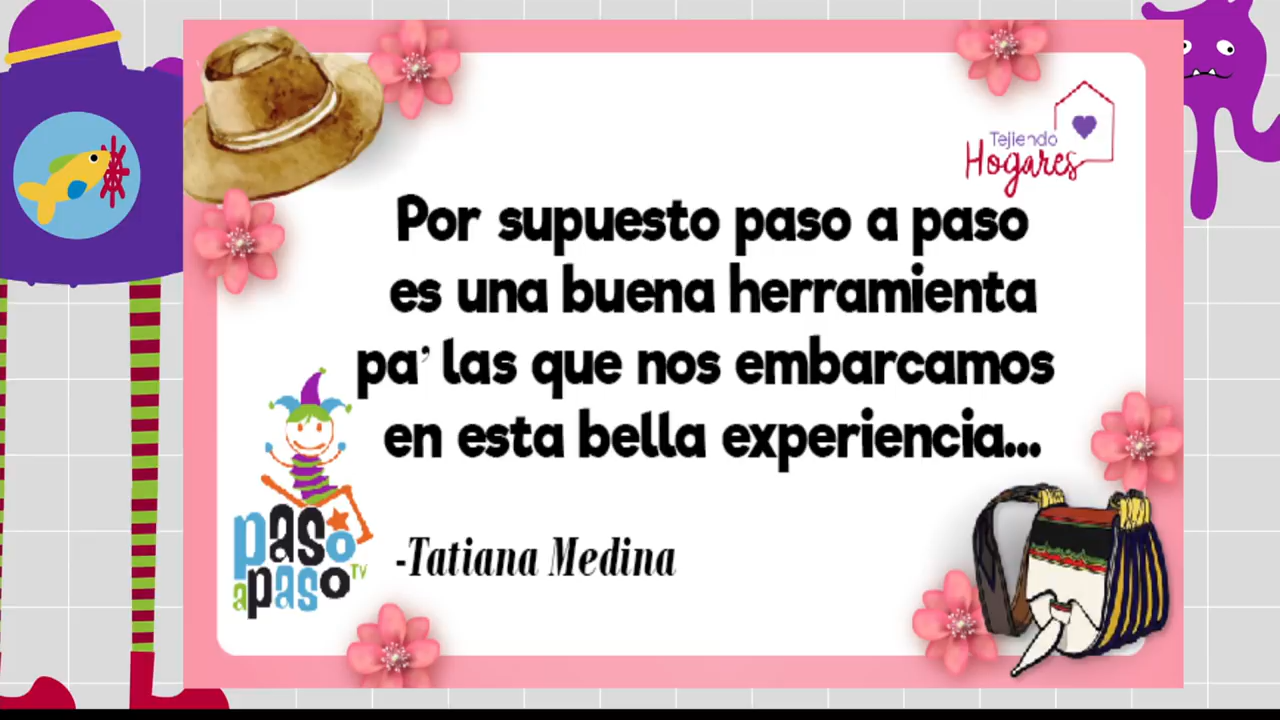 Tejiendo
Hogares
Por supuesto paso a paso
es una buena herramienta
pa’ las que nos embarcamos
en esta bella experiencia...
paso
a paso TV
-Tatiana Medina